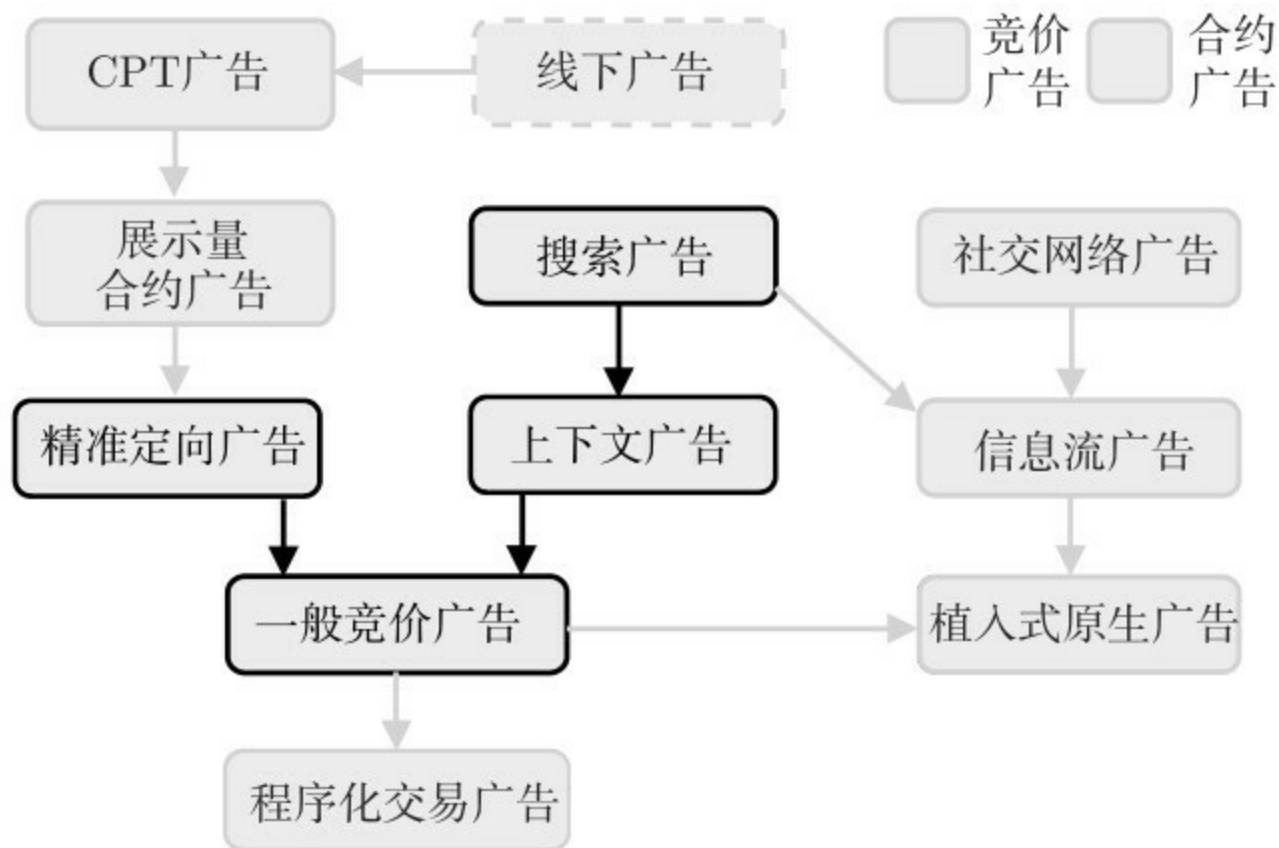 CPT广告
线下广告
竞价
广告
合约
广告
展示量
合约广告
搜索广告
社交网络广告
精准定向广告
上下文广告
信息流广告
一般竞价广告
植入式原生广告
程序化交易广告